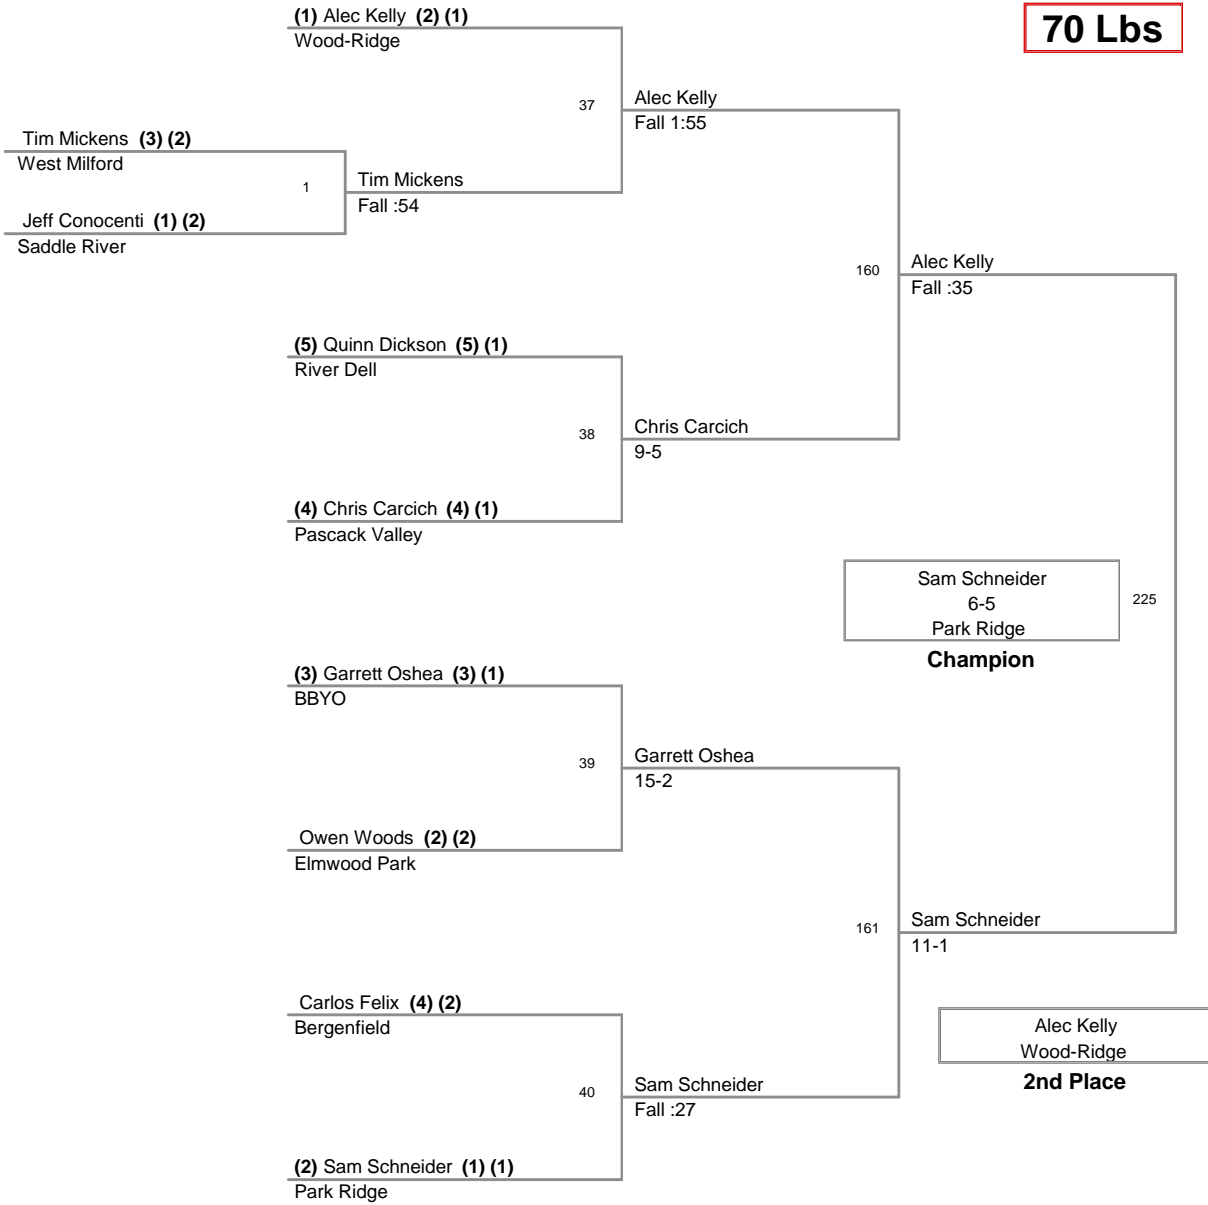 70 Lbs
(1) Alec Kelly (2) (1)
Wood-Ridge
37
Alec Kelly
Fall 1:55
Tim Mickens (3) (2)
West Milford
1
Tim Mickens
Fall :54
Jeff Conocenti (1) (2)
Saddle River
160
Alec Kelly
Fall :35
(5) Quinn Dickson (5) (1)
River Dell
38
Chris Carcich
9-5
(4) Chris Carcich (4) (1)
Pascack Valley
Sam Schneider
6-5
Park Ridge
Champion
225
(3) Garrett Oshea (3) (1)
BBYO
39
Garrett Oshea
15-2
Owen Woods (2) (2)
Elmwood Park
161
Sam Schneider
11-1
Carlos Felix (4) (2)
Bergenfield
Alec Kelly
Wood-Ridge
2nd Place
40
Sam Schneider
Fall :27
(2) Sam Schneider (1) (1)
Park Ridge